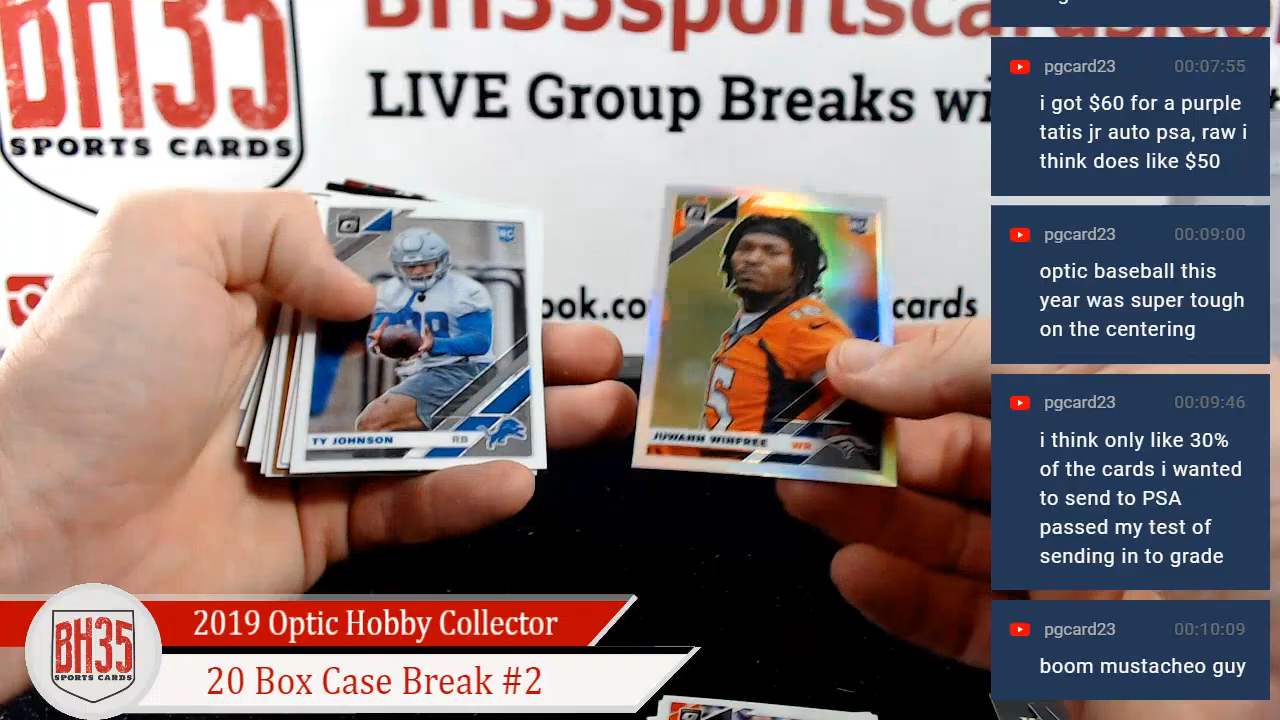 BH35
SPORTS CARDS
BH35sportscards.co
LIVE Group Breaks wi
ook.co
cards
RC
TY JOHNSON RB
JUWANN WINFREE WR
15
2019 Optic Hobby Collector
20 Box Case Break #2
BH35
SPORTS CARDS
pgcard23 00:07:55
i got $60 for a purple
tatis jr auto psa, raw i
think does like $50
pgcard23 00:09:00
optic baseball this
year was super tough
on the centering
pgcard23 00:09:46
i think only like 30%
of the cards i wanted
to send to PSA
passed my test of
sending in to grade
pgcard23 00:10:09
boom mustacheo guy